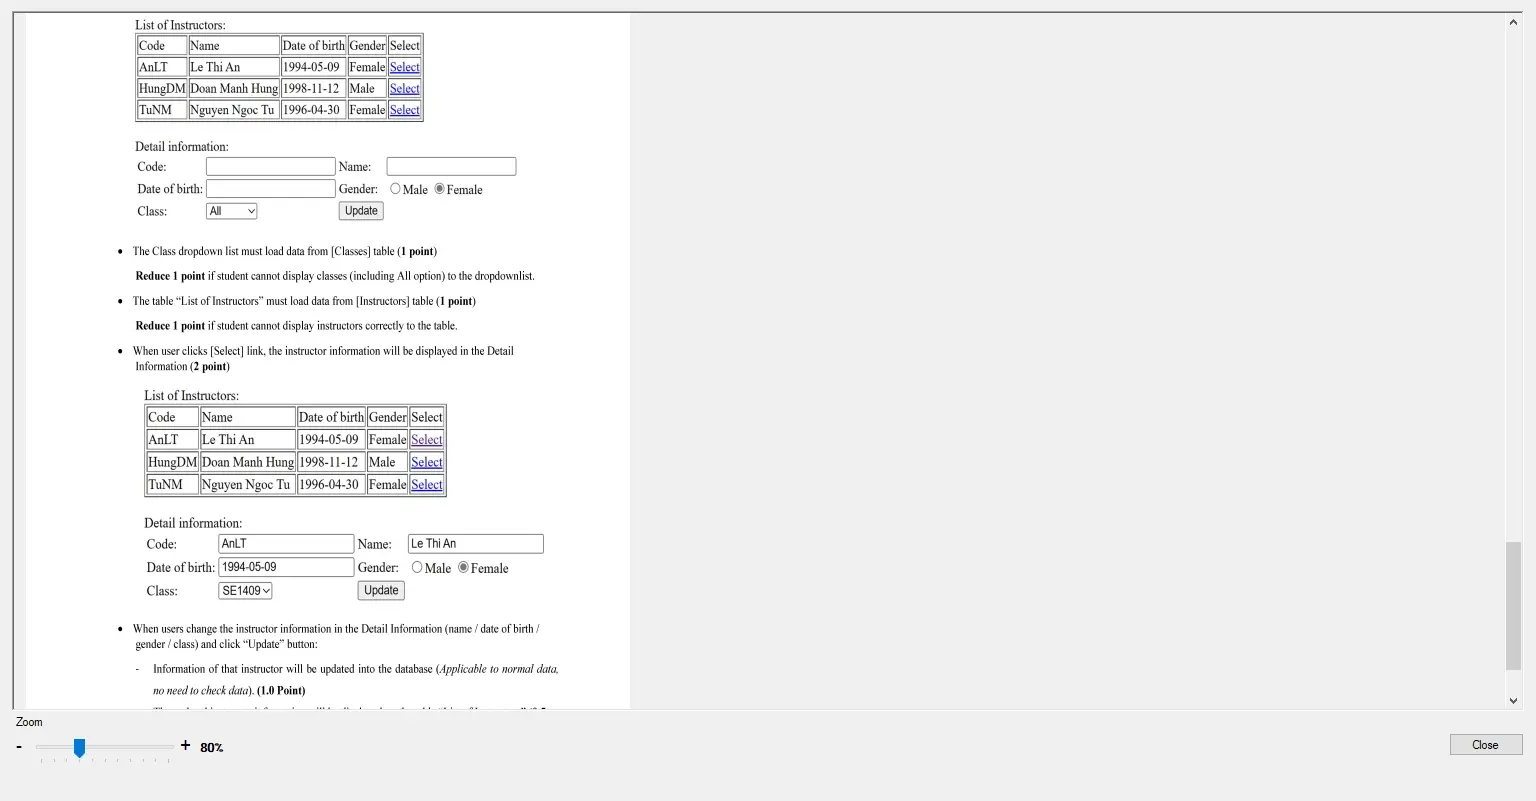 List of Instructors:
Code Name Date of birth Gender Select
AnLT Le Thi An 1994-05-09 Female Select
HungDM Doan Manh Hung 1998-11-12 Male Select
TuNM Nguyen Ngoc Tu 1996-04-30 Female Select
Detail information:
Code: Name:
Date of birth: Gender: Male Female
Class: All Update
• The Class dropdown list must load data from [Classes] table (1 point)
Reduce 1 point if student cannot display classes (including All option) to the dropdownlist.
• The table “List of Instructors” must load data from [Instructors] table (1 point)
Reduce 1 point if student cannot display instructors correctly to the table.
• When user clicks [Select] link, the instructor information will be displayed in the Detail
Information (2 point)
List of Instructors:
Code Name Date of birth Gender Select
AnLT Le Thi An 1994-05-09 Female Select
HungDM Doan Manh Hung 1998-11-12 Male Select
TuNM Nguyen Ngoc Tu 1996-04-30 Female Select
Detail information:
Code: AnLT Name: Le Thi An
Date of birth: 1994-05-09 Gender: Male Female
Class: SE1409 Update
• When users change the instructor information in the Detail Information (name / date of birth /
gender / class) and click “Update” button:
- Information of that instructor will be updated into the database (Applicable to normal data,
no need to check data). (1.0 Point)
Zoom
- + 80%
Close